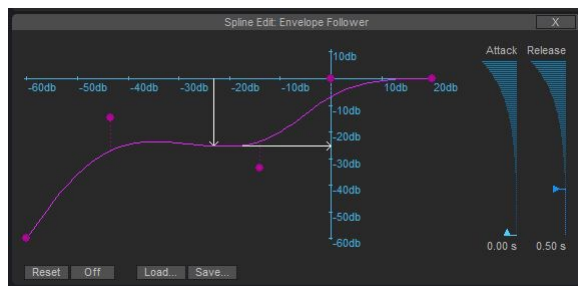 Spline Edit: Envelope Follower X
10db Attack Release
-60db -50db -40db -30db -20db -10db 10db 20db
-10db
-20db
-30db
-40db
-50db
-60db
0.00 s 0.50 s
Reset Off Load... Save...